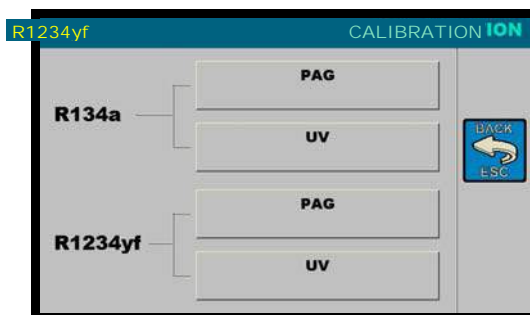 R1234yf CALIBRATION ION
PAG
R134a
UV
BACK
ESC
PAG
R1234yf
UV